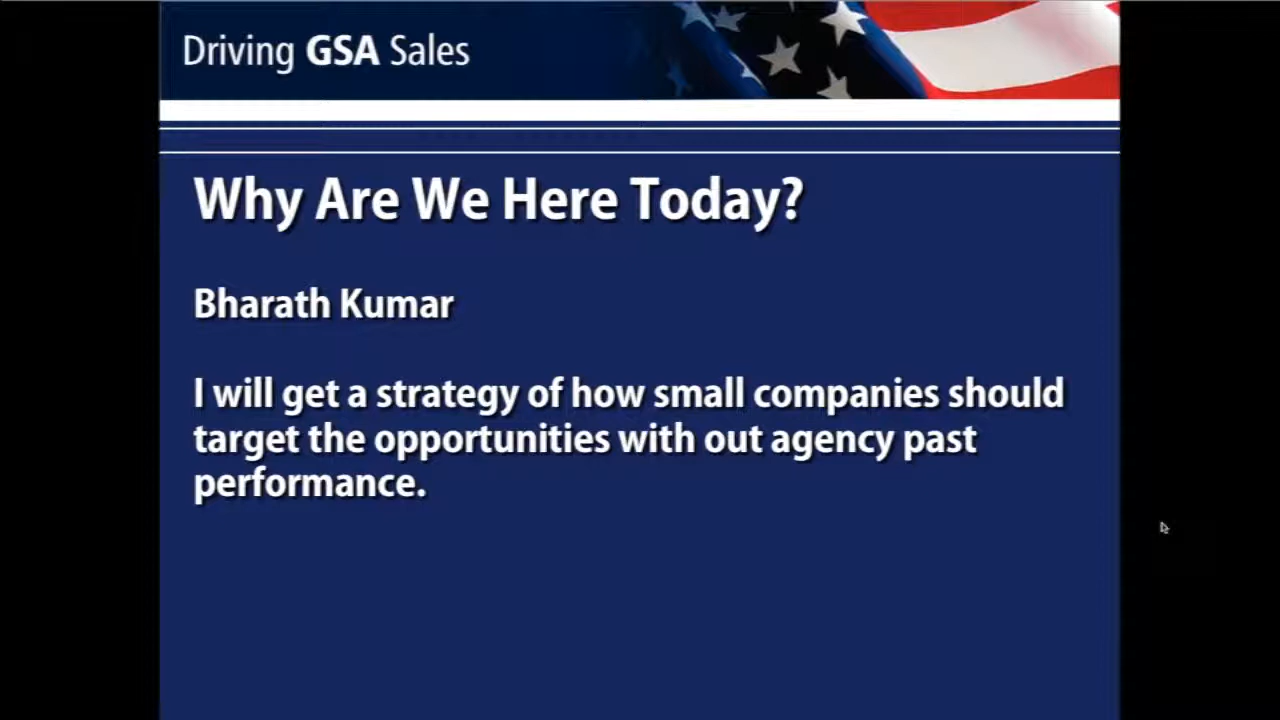 Driving GSA Sales
Why Are We Here Today?
Bharath Kumar
I will get a strategy of how small companies should
target the opportunities with out agency past
performance.